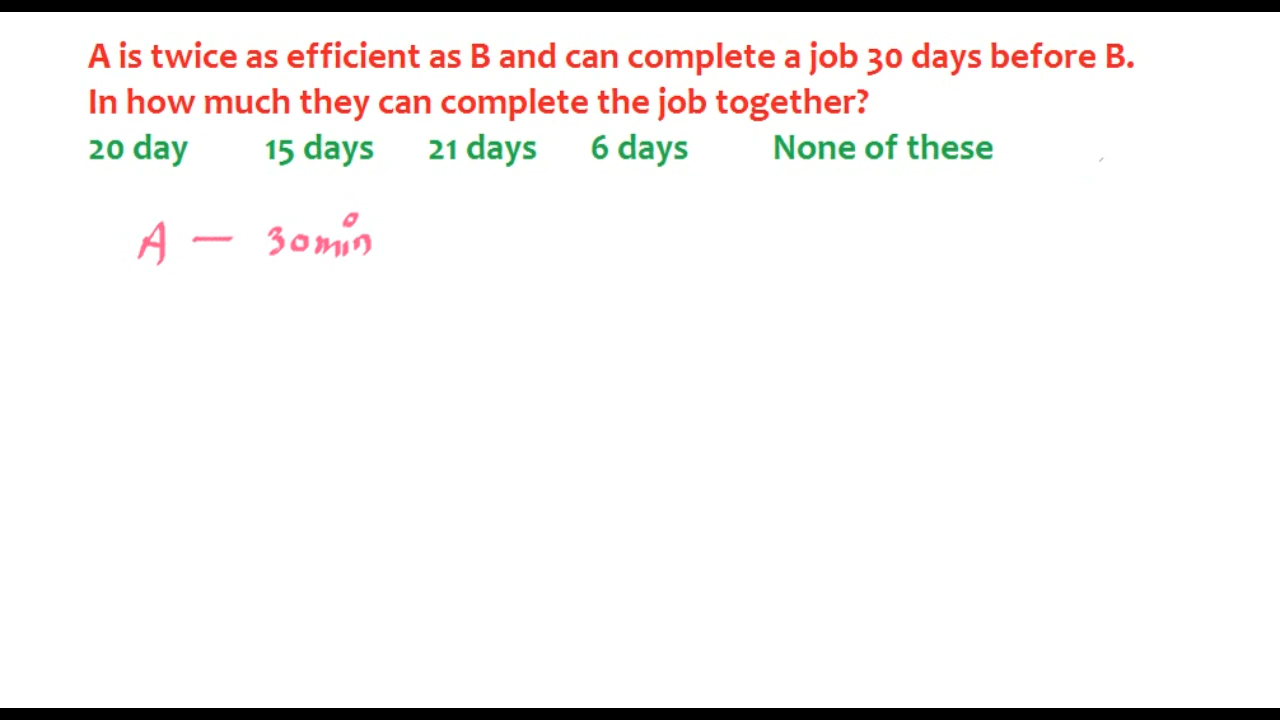 A is twice as efficient as B and can complete a job 30 days before B.
In how much they can complete the job together?
20 day 15 days 21 days 6 days None of these
A — 30min